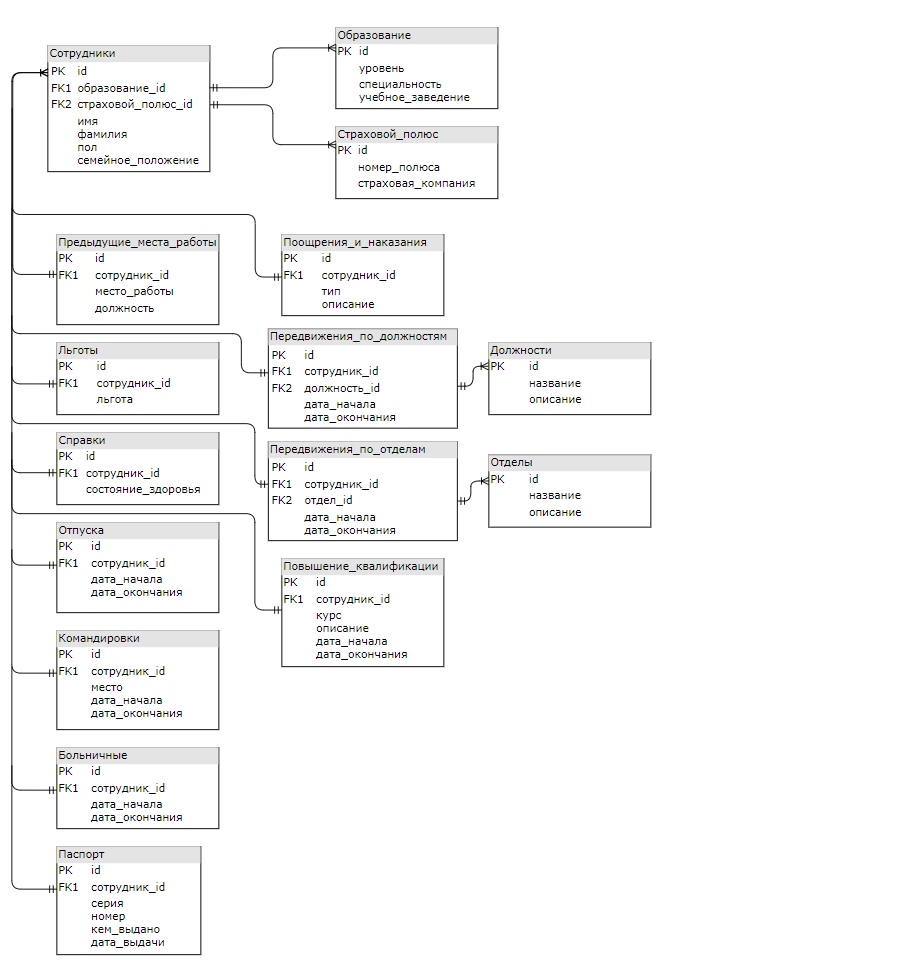 Сотрудники
PK id
FK1 образование_id
FK2 страховой_полюс_id
имя
фамилия
пол
семейное_положение
Образование
PK id
уровень
специальность
учебное_заведение
Страховой_полюс
PK id
номер_полюса
страховая_компания
Предыдущие_места_работы
PK id
FK1 сотрудник_id
место_работы
должность
Поощрения_и_наказания
PK id
FK1 сотрудник_id
тип
описание
Льготы
PK id
FK1 сотрудник_id
льгота
Передвижения_по_должностям
PK id
FK1 сотрудник_id
FK2 должность_id
дата_начала
дата_окончания
Должности
PK id
название
описание
Справки
PK id
FK1 сотрудник_id
состояние_здоровья
Передвижения_по_отделам
PK id
FK1 сотрудник_id
FK2 отдел_id
дата_начала
дата_окончания
Отделы
PK id
название
описание
Отпуска
PK id
FK1 сотрудник_id
дата_начала
дата_окончания
Повышение_квалификации
PK id
FK1 сотрудник_id
курс
описание
дата_начала
дата_окончания
Командировки
PK id
FK1 сотрудник_id
место
дата_начала
дата_окончания
Больничные
PK id
FK1 сотрудник_id
дата_начала
дата_окончания
Паспорт
PK id
FK1 сотрудник_id
серия
номер
кем_выдано
дата_выдачи